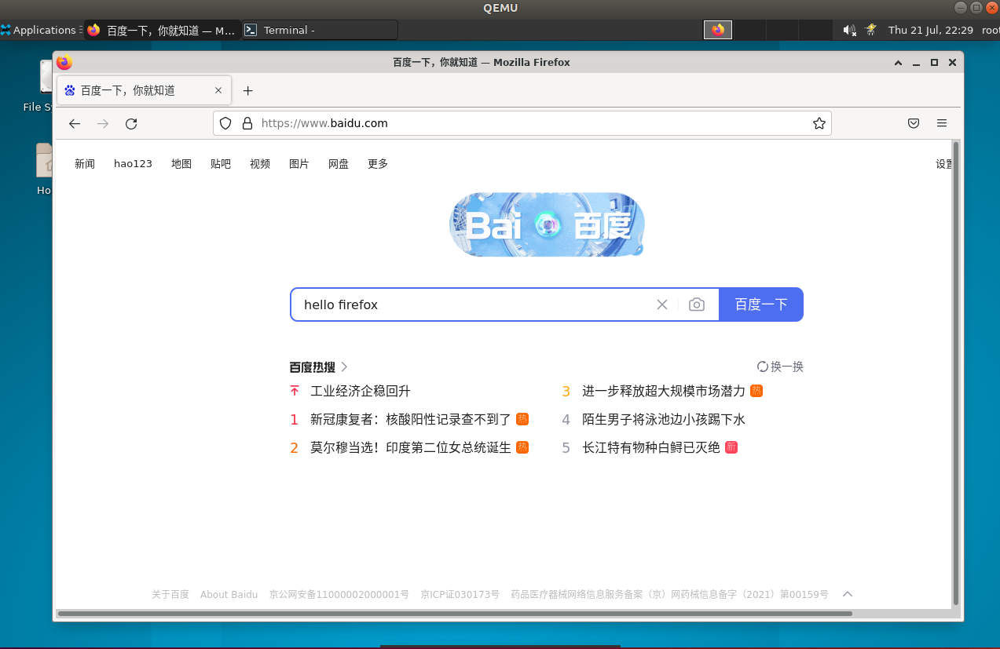 QEMU
Applications
百度一下，你就知道 — M...
Terminal -
Thu 21 Jul, 22:29
百度一下，你就知道 — Mozilla Firefox
百度一下，你就知道
File
https://www.baidu.com
新闻 hao123 地图 贴吧 视频 图片 网盘 更多
Bai 百度
hello firefox
百度一下
百度热搜
换一换
工业经济企稳回升
3 进一步释放超大规模市场潜力 热
1 新冠康复者：核酸阳性记录查不到了 热
4 陌生男子将泳池边小孩踢下水
2 莫尔穆当选！印度第二位女总统诞生 热
5 长江特有物种白鲟已灭绝 新
关于百度 About Baidu 京公网安备11000002000001号 京ICP证030173号 药品医疗器械网络信息服务备案（京）网药械信息备字（2021）第00159号